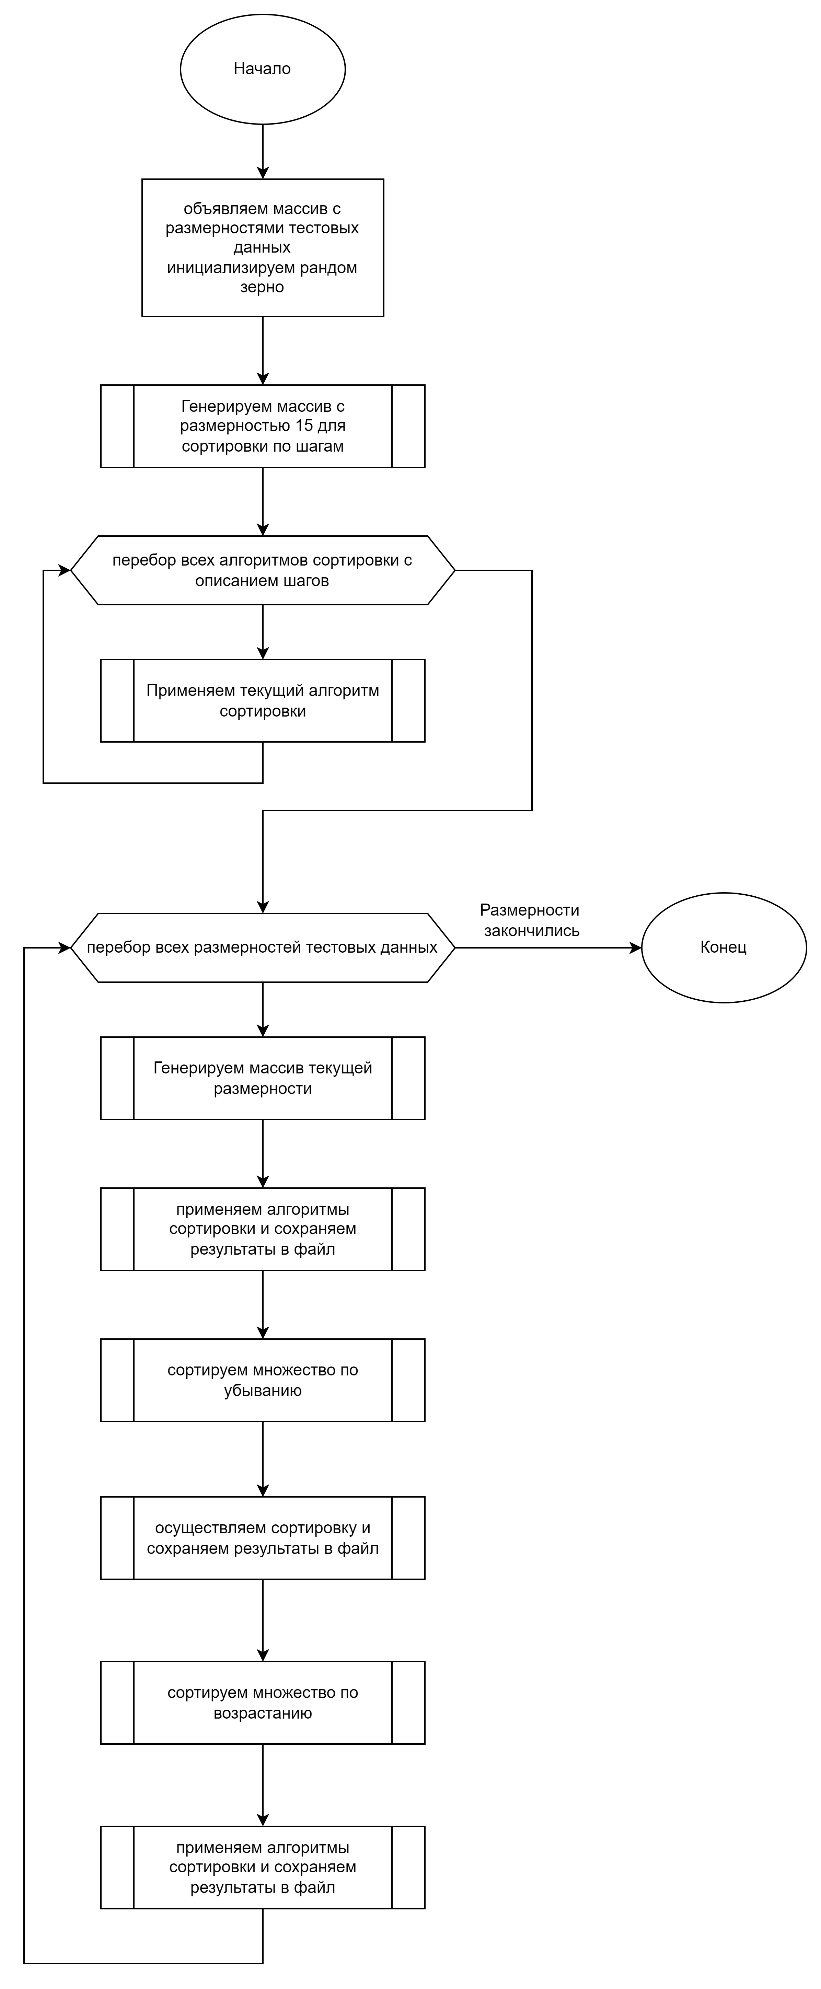 Начало
объявляем массив с
размерностями тестовых
данных
инициализируем рандом
зерно
Генерируем массив с
размерностью 15 для
сортировки по шагам
перебор всех алгоритмов сортировки с
описанием шагов
Применяем текущий алгоритм
сортировки
перебор всех размерностей тестовых данных
Размерности
закончились
Конец
Генерируем массив текущей
размерности
применяем алгоритмы
сортировки и сохраняем
результаты в файл
сортируем множество по
убыванию
осуществляем сортировку и
сохраняем результаты в файл
сортируем множество по
возрастанию
применяем алгоритмы
сортировки и сохраняем
результаты в файл